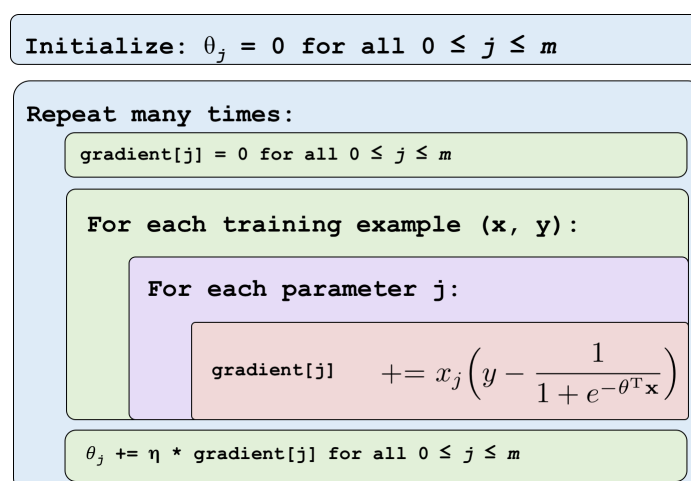 Initialize: θⱼ = 0 for all 0 ≤ j ≤ m
Repeat many times:
gradient[j] = 0 for all 0 ≤ j ≤ m
For each training example (x, y):
For each parameter j:
gradient[j] += xⱼ(y − 1/(1 + e^(−θᵀx)))
θⱼ += η * gradient[j] for all 0 ≤ j ≤ m